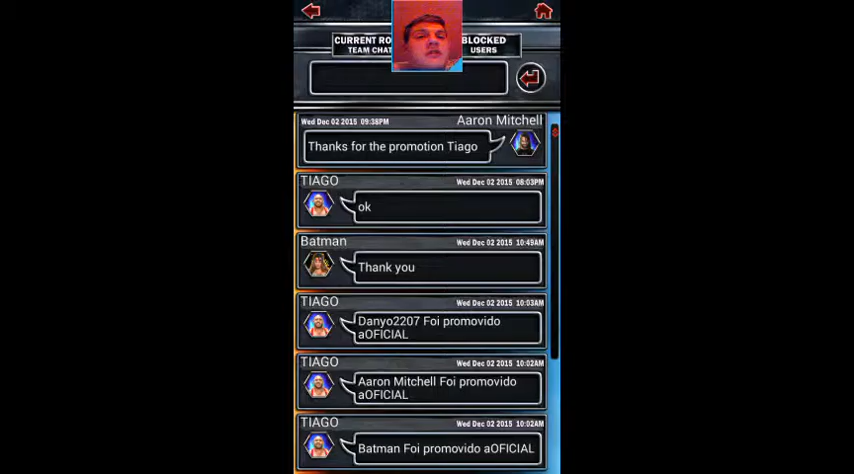 CURRENT RO
TEAM CHAT
BLOCKED
USERS
Wed Dec 02 2015 09:38PM
Aaron Mitchell
Thanks for the promotion Tiago
TIAGO
Wed Dec 02 2015 08:03PM
ok
Batman
Wed Dec 02 2015 10:49AM
Thank you
TIAGO
Wed Dec 02 2015 10:03AM
Danyo2207 Foi promovido
aOFICIAL
TIAGO
Wed Dec 02 2015 10:02AM
Aaron Mitchell Foi promovido
aOFICIAL
TIAGO
Wed Dec 02 2015 10:02AM
Batman Foi promovido aOFICIAL